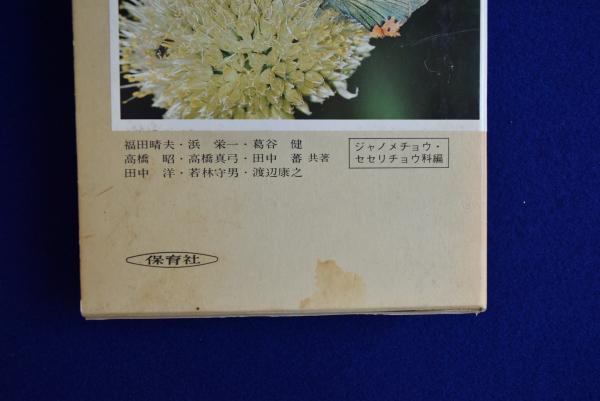 福田晴夫・浜　栄一・葛谷　健
高橋　昭・高橋真弓・田中　蕃 共著
田中　洋・若林守男・渡辺康之
ジャノメチョウ・
セセリチョウ科編
保育社